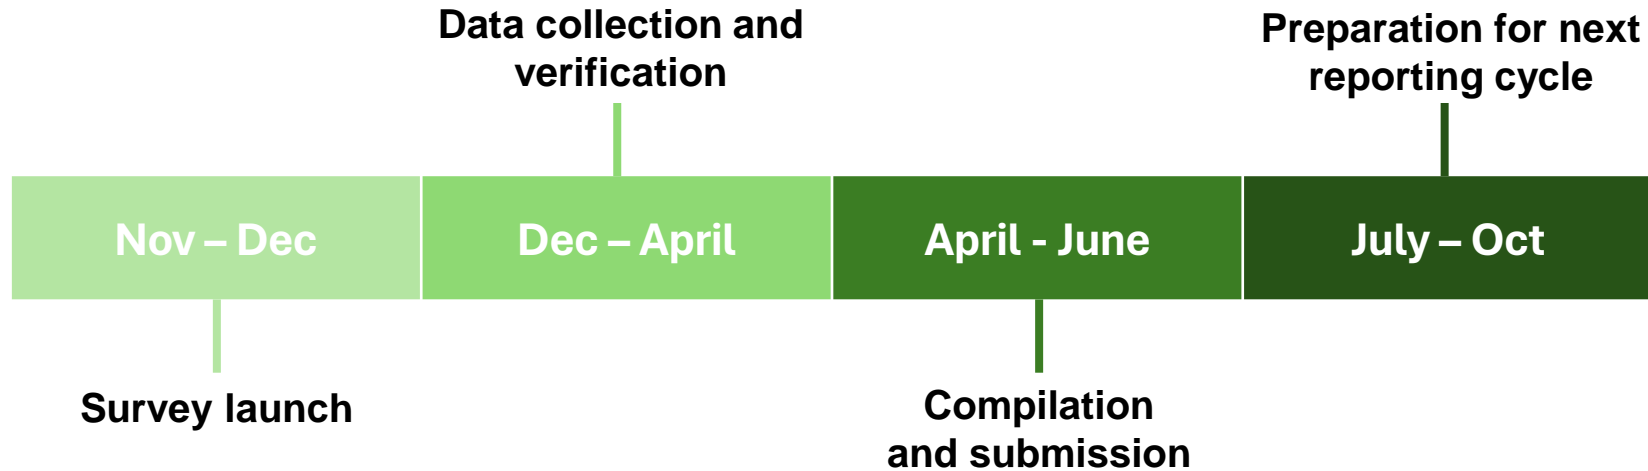 Data collection and
verification
Preparation for next
reporting cycle
Nov – Dec
Dec – April
April - June
July – Oct
Survey launch
Compilation
and submission